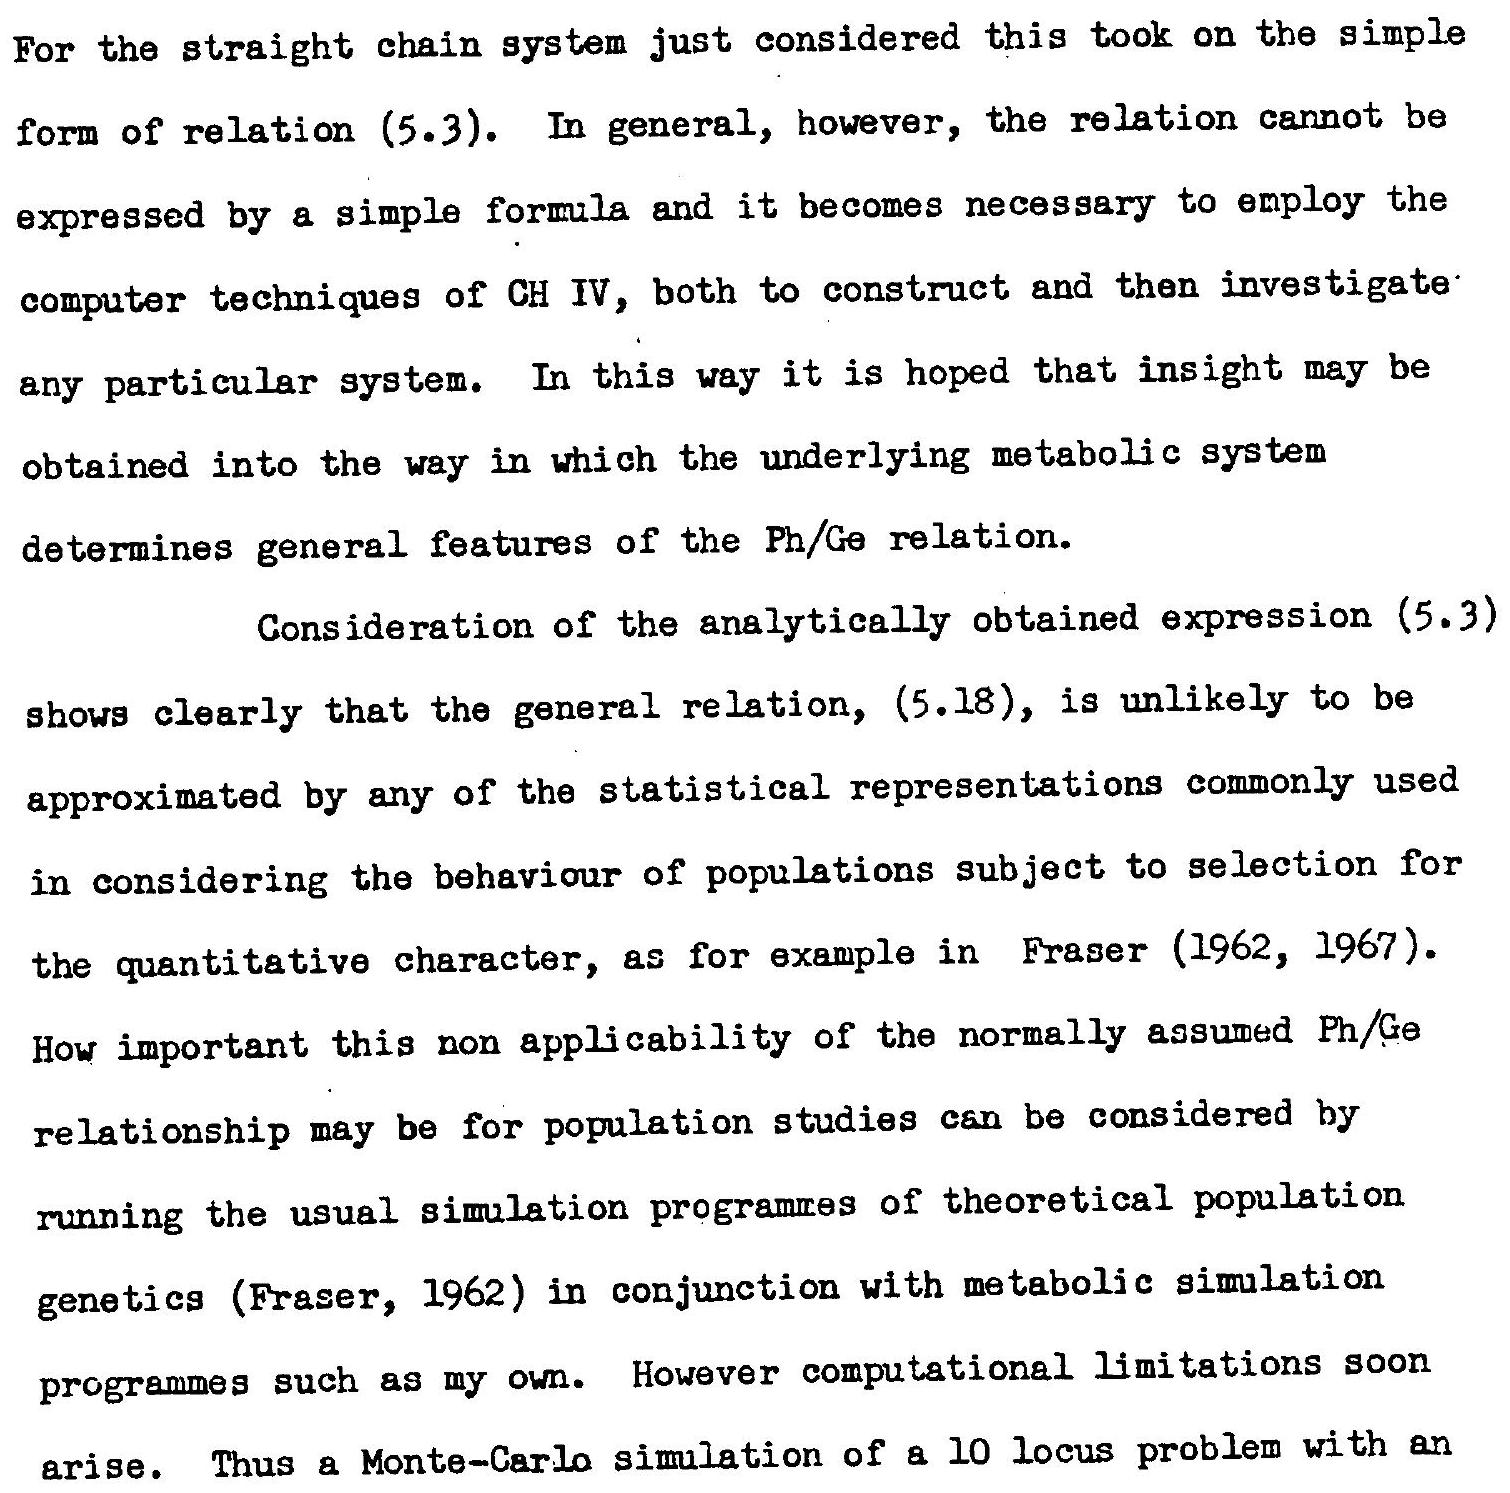 For the straight chain system just considered this took on the simple
form of relation (5.3).  In general, however, the relation cannot be
expressed by a simple formula and it becomes necessary to employ the
computer techniques of CH IV, both to construct and then investigate
any particular system.  In this way it is hoped that insight may be
obtained into the way in which the underlying metabolic system
determines general features of the Ph/Ge relation.
Consideration of the analytically obtained expression (5.3)
shows clearly that the general relation, (5.18), is unlikely to be
approximated by any of the statistical representations commonly used
in considering the behaviour of populations subject to selection for
the quantitative character, as for example in  Fraser (1962, 1967).
How important this non applicability of the normally assumed Ph/Ge
relationship may be for population studies can be considered by
running the usual simulation programmes of theoretical population
genetics (Fraser, 1962) in conjunction with metabolic simulation
programmes such as my own.  However computational limitations soon
arise.  Thus a Monte-Carlo simulation of a 10 locus problem with an